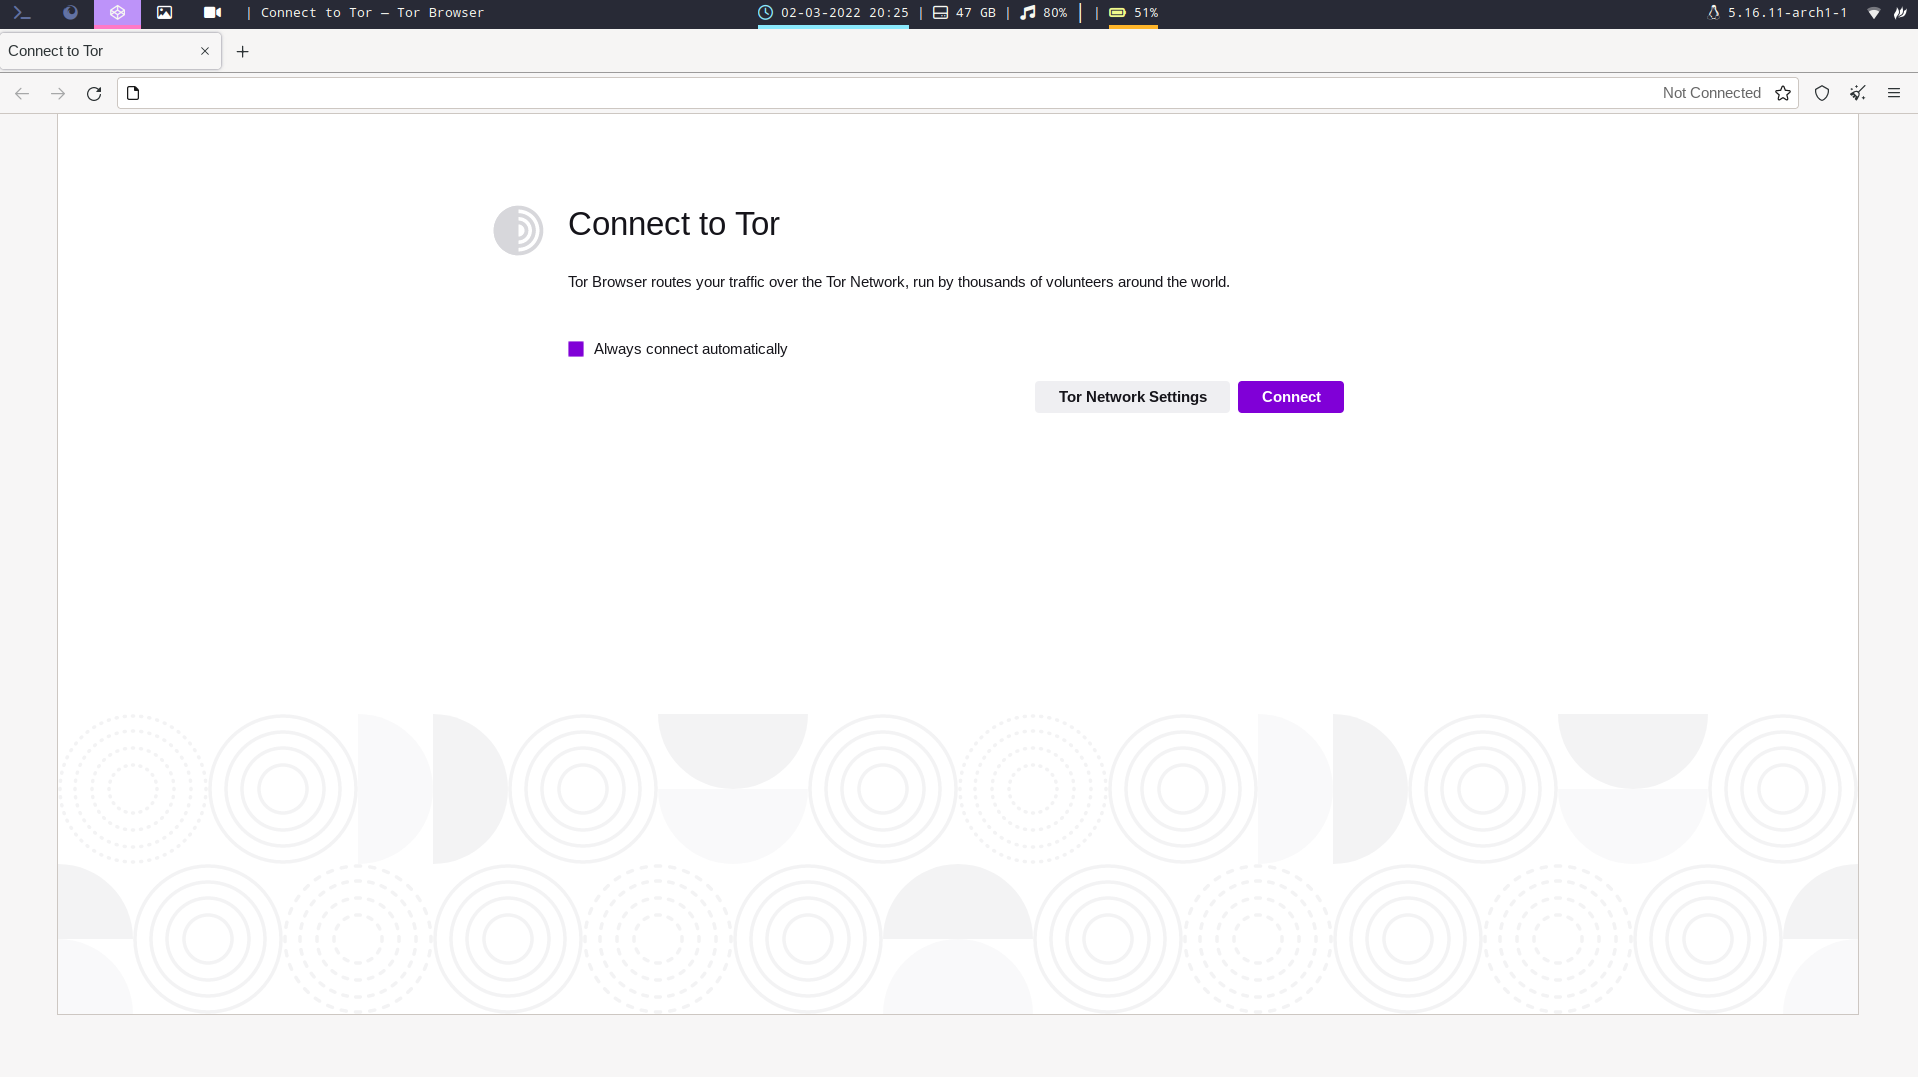 | Connect to Tor — Tor Browser
02-03-2022 20:25 | 47 GB | 80% | | 51%
5.16.11-arch1-1
Connect to Tor
Not Connected
Connect to Tor
Tor Browser routes your traffic over the Tor Network, run by thousands of volunteers around the world.
Always connect automatically
Tor Network Settings
Connect